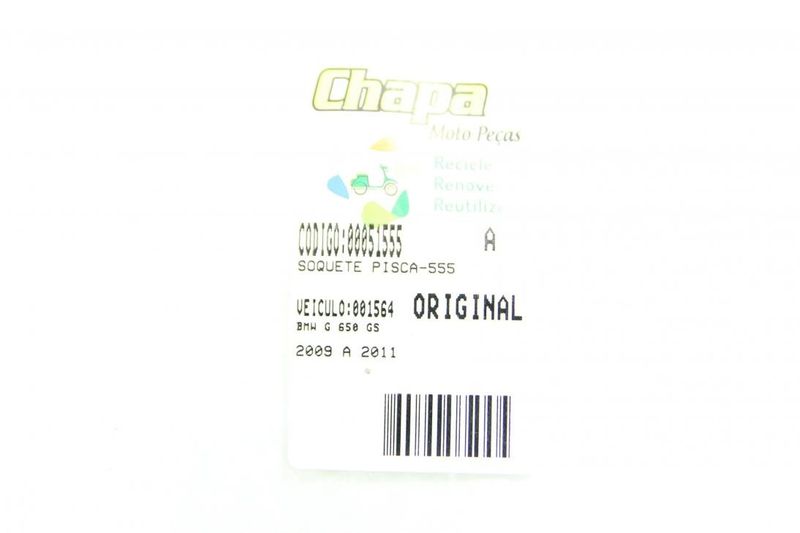 Chapa
Moto Peças
Recicle
Renove
Reutilize
CODIGO:00051555 A
SOQUETE PISCA-555
VEICULO:001564 ORIGINAL
BMW G 650 GS
2009 A 2011